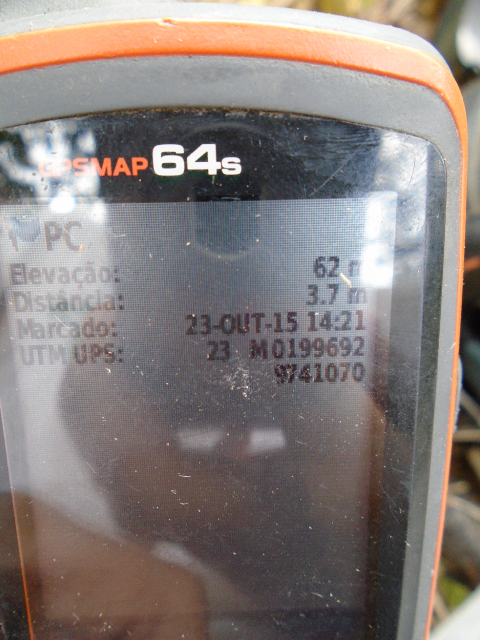 GPSMAP 64s
PC
Elevação: 62 m
Distância: 3.7 m
Marcado: 23-OUT-15 14:21
UTM UPS: 23 M 0199692
9741070